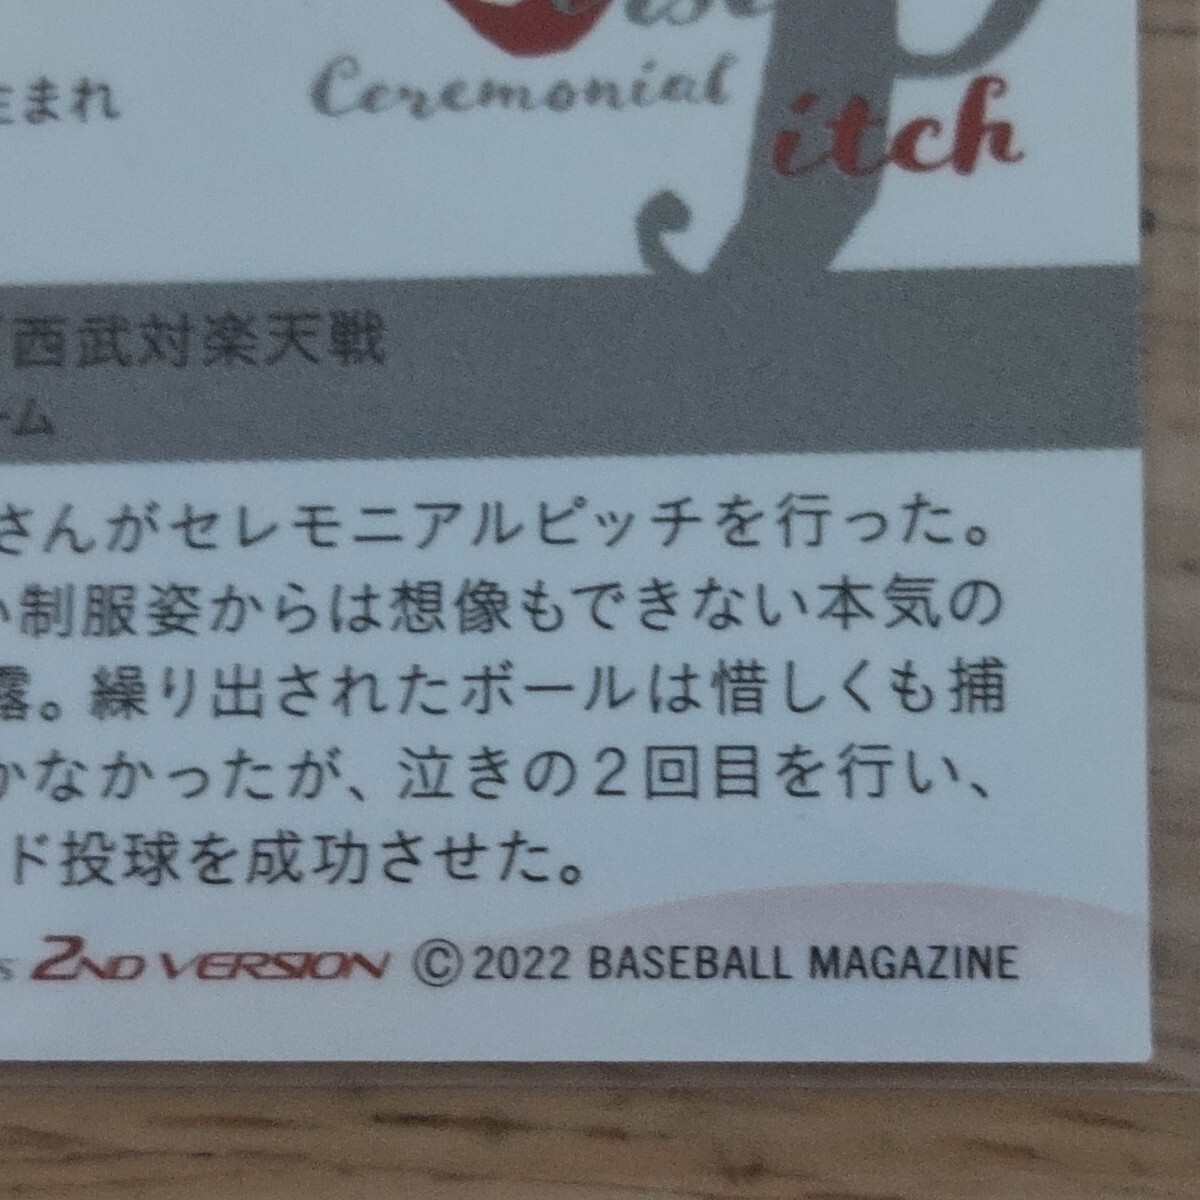 Ceremonial
Pitch
生まれ
西武対楽天戦
ーム
さんがセレモニアルピッチを行った。
い制服姿からは想像もできない本気の
露。繰り出されたボールは惜しくも捕
かなかったが、泣きの2回目を行い、
ド投球を成功させた。
S 2ND VERSION ©2022 BASEBALL MAGAZINE